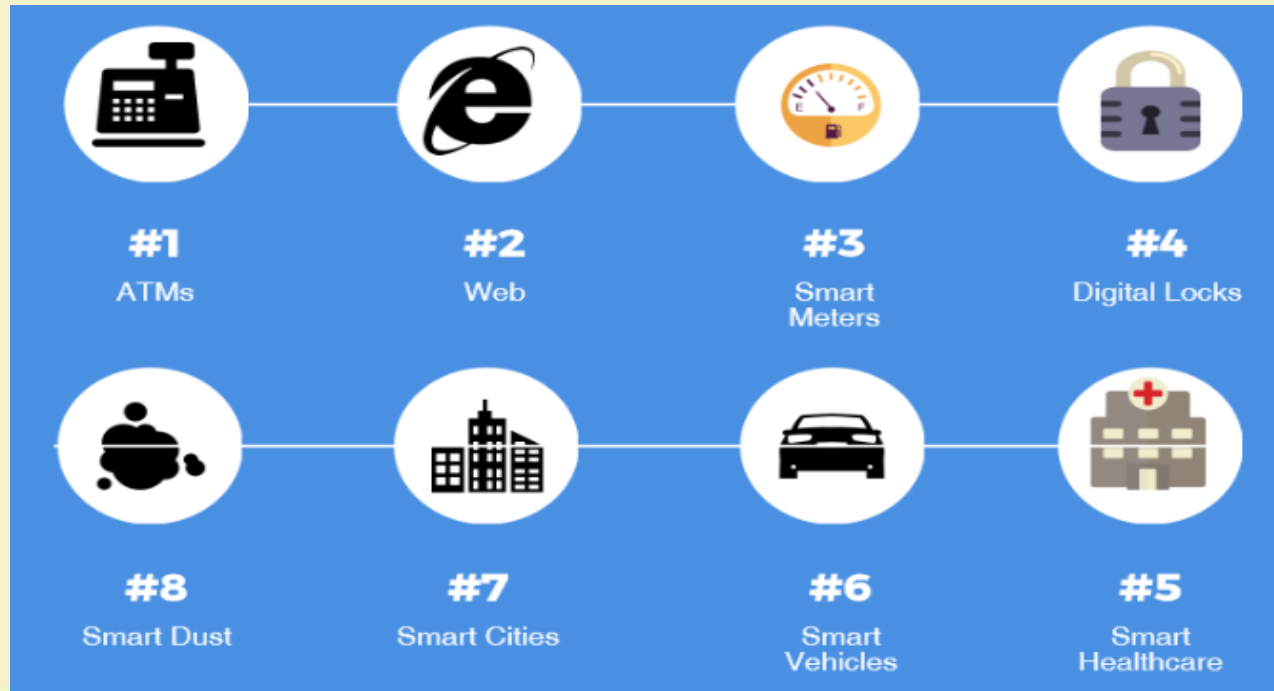 #1
#2
#3
#4
ATMs
Web
Smart
Meters
Digital Locks
E
F
#8
#7
#6
#5
Smart Dust
Smart Cities
Smart
Vehicles
Smart
Healthcare